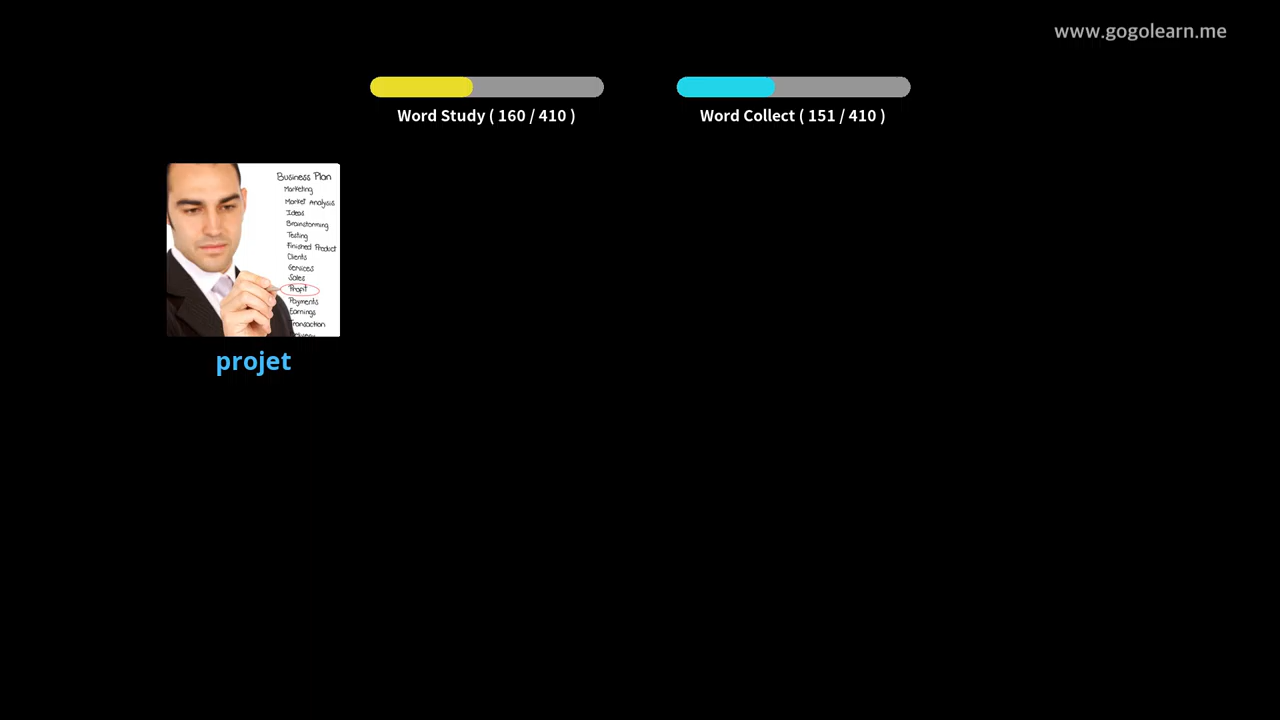 www.gogolearn.me
Word Study ( 160 / 410 )
Word Collect ( 151 / 410 )
Business Plan
Marketing
Market Analysis
Ideas
Brainstorming
Testing
Finished Product
Clients
Services
Sales
Profit
Payments
Earnings
Transaction
projet